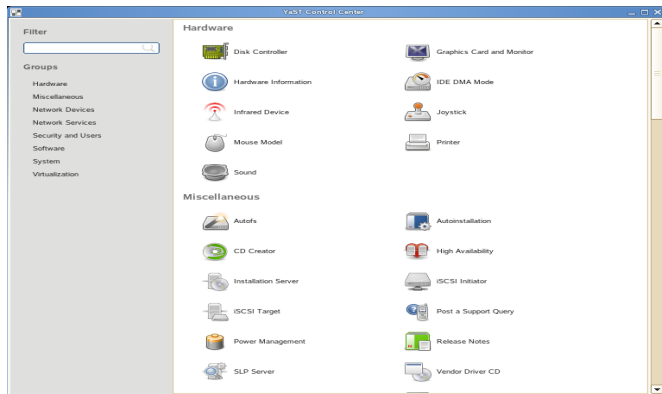 YaST Control Center
Filter
Groups
Hardware
Miscellaneous
Network Devices
Network Services
Security and Users
Software
System
Virtualization
Hardware
Disk Controller
Graphics Card and Monitor
Hardware Information
IDE DMA Mode
Infrared Device
Joystick
Mouse Model
Printer
Sound
Miscellaneous
Autofs
Autoinstallation
CD Creator
High Availability
Installation Server
iSCSI Initiator
iSCSI Target
Post a Support Query
Power Management
Release Notes
SLP Server
Vendor Driver CD